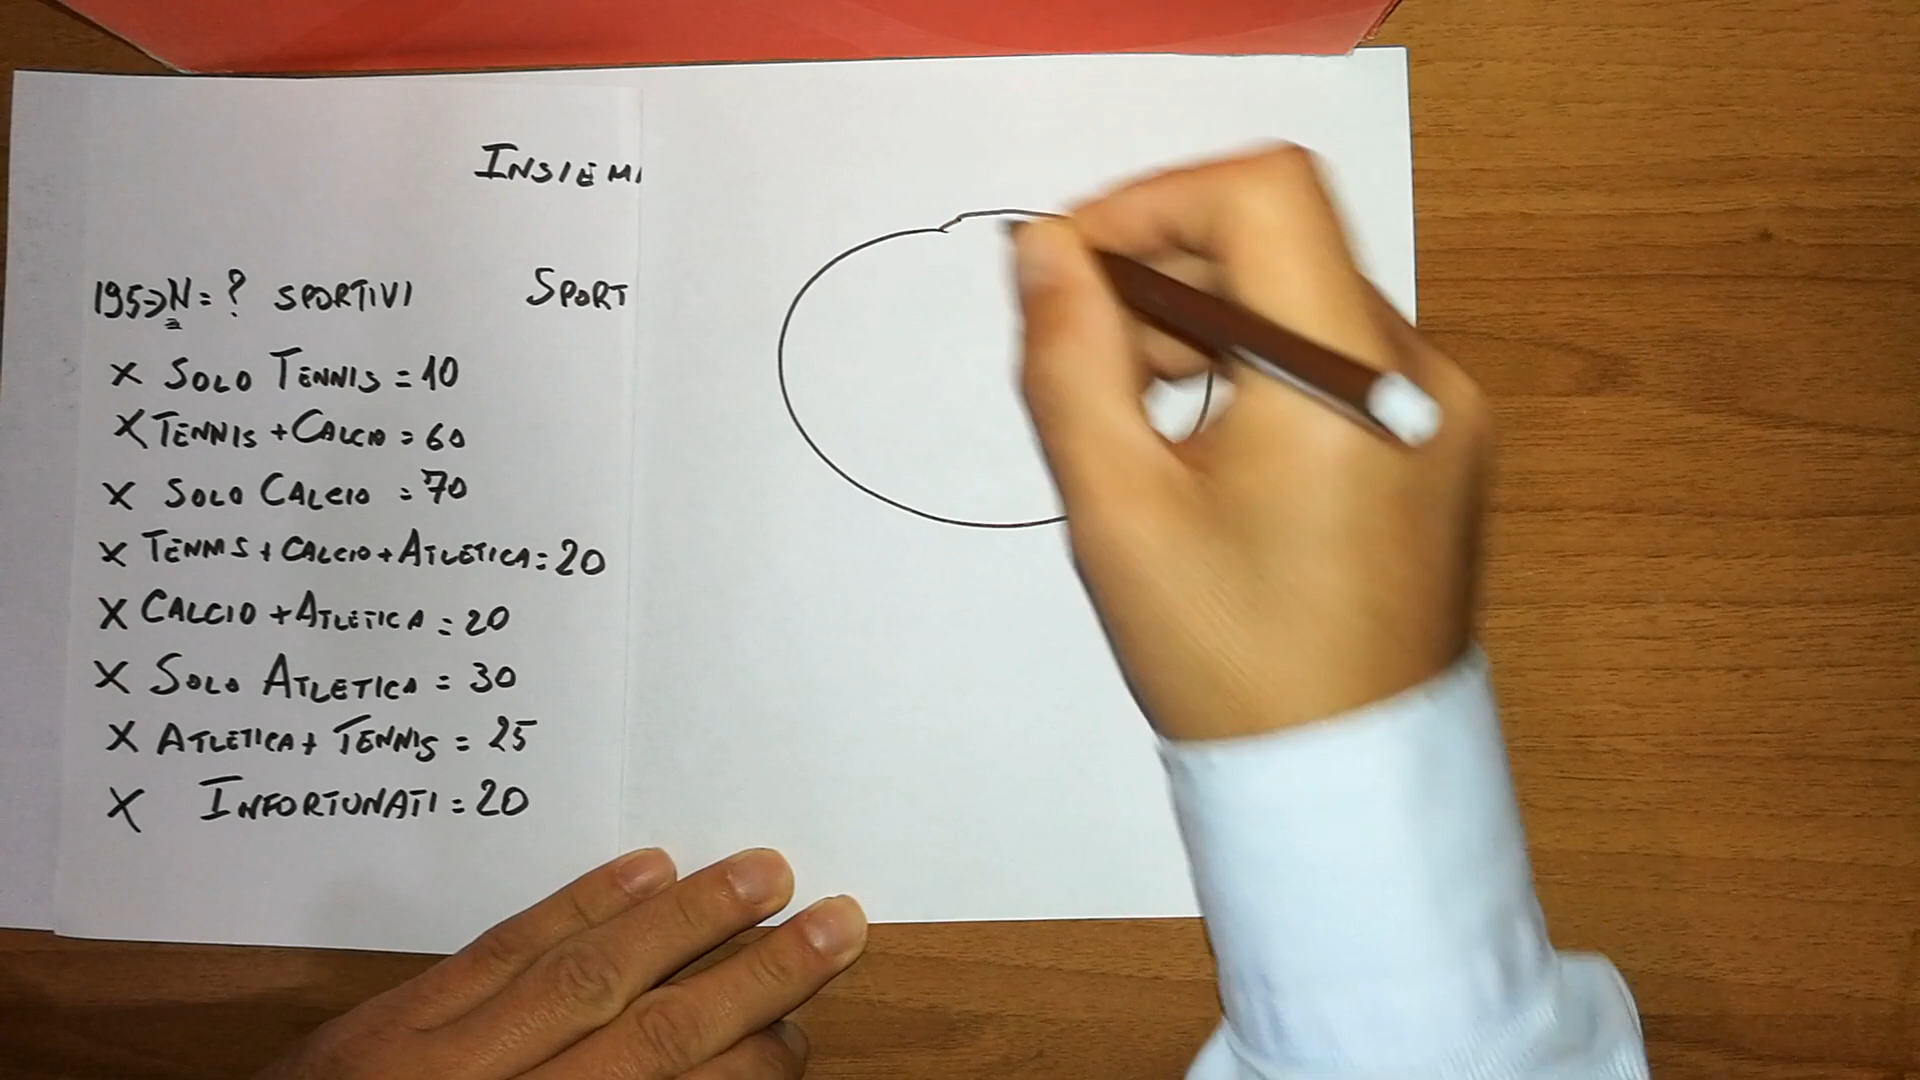 INSIEMI
195=>N = ? SPORTIVI SPORT
X SOLO TENNIS = 10
X TENNIS + CALCIO = 60
X SOLO CALCIO = 70
X TENNIS + CALCIO + ATLETICA = 20
X CALCIO + ATLETICA = 20
X SOLO ATLETICA = 30
X ATLETICA + TENNIS = 25
X INFORTUNATI = 20